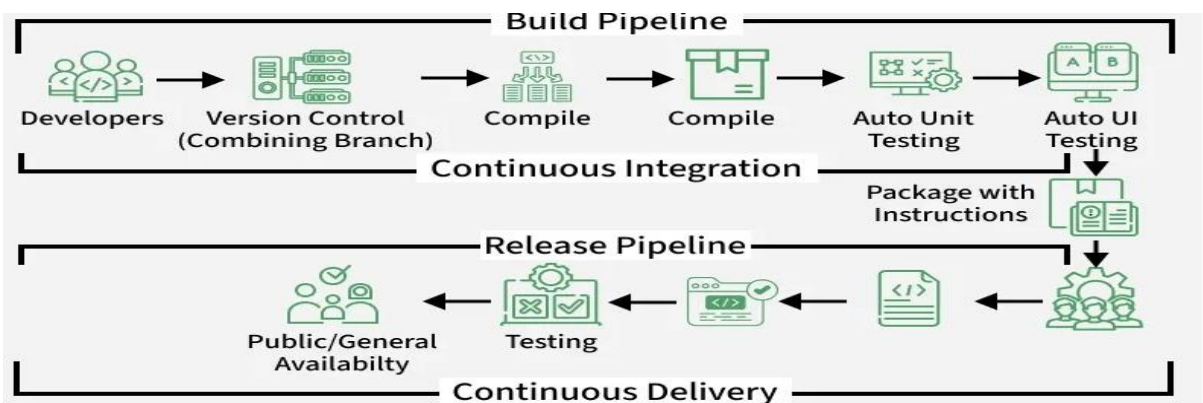 Build Pipeline
Developers
Version Control
(Combining Branch)
Compile
Compile
Auto Unit
Testing
Auto UI
Testing
Continuous Integration
Package with
Instructions
Release Pipeline
Public/General
Availabilty
Testing
Continuous Delivery